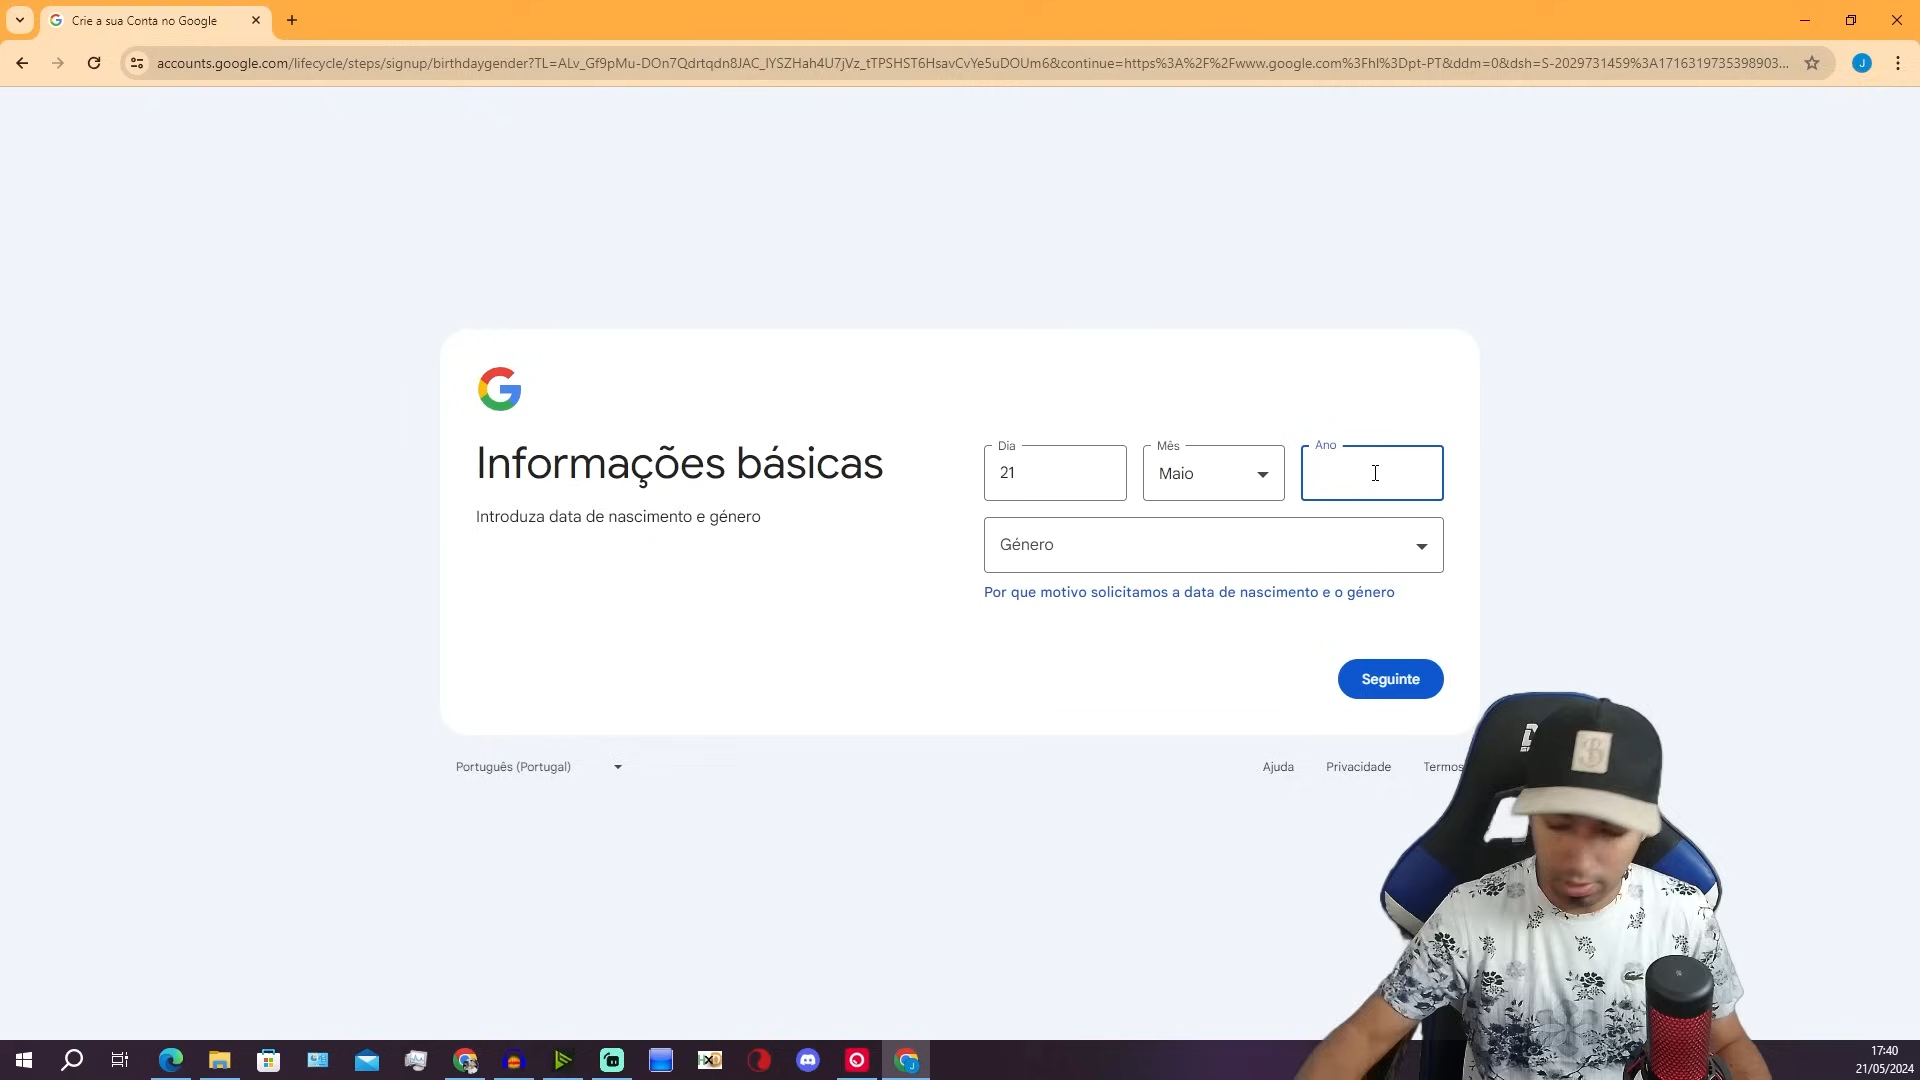 Crie a sua Conta no Google
accounts.google.com/lifecycle/steps/signup/birthdaygender?TL=ALv_Gf9pMu-DOn7Qdrtqdn8JAC_IYSZHah4U7jVz_tTPSHST6HsavCvYe5uDOUm6&continue=https%3A%2F%2Fwww.google.com%3Fhl%3Dpt-PT&ddm=0&dsh=S-2029731459%3A1716319735398903...
J
Informações básicas
Introduza data de nascimento e género
Dia
Mês
Ano
21
Maio
Género
Por que motivo solicitamos a data de nascimento e o género
Seguinte
Português (Portugal)
Ajuda
Privacidade
Termos
17:40
21/05/2024